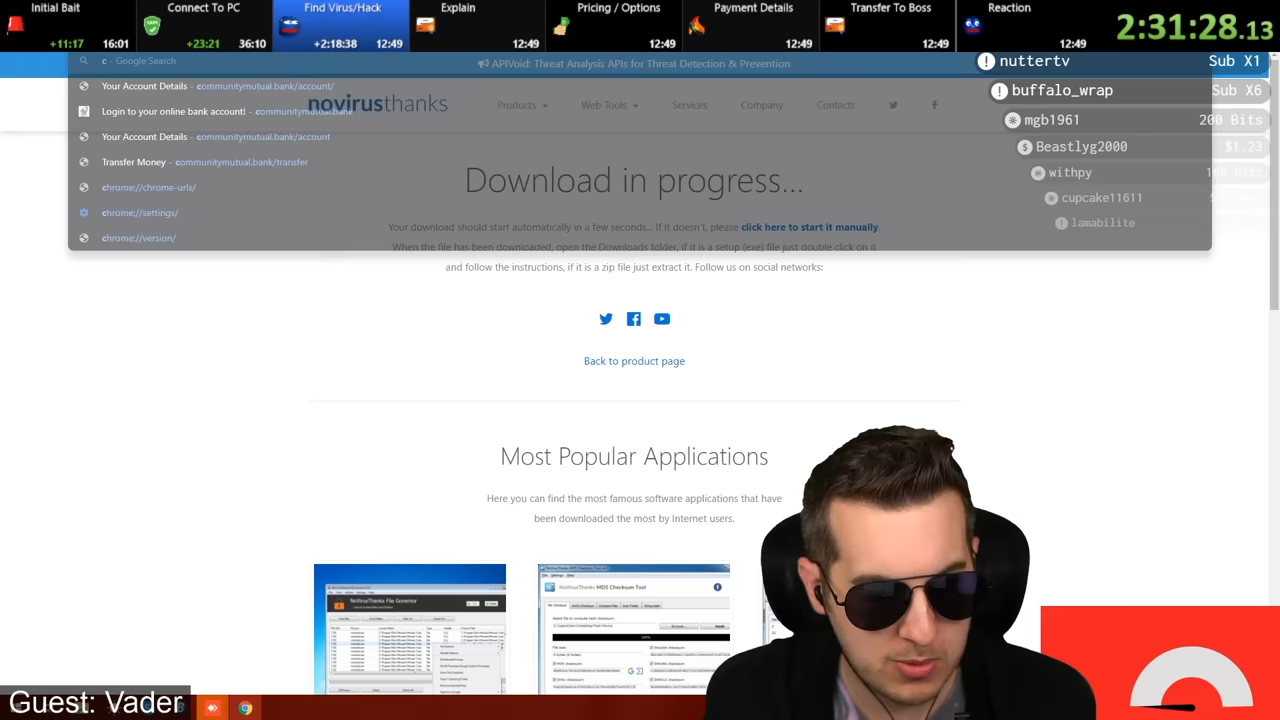 Initial Bait
+11:17 16:01
Connect To PC
+23:21 36:10
Find Virus/Hack
+2:18:38 12:49
Explain
12:49
Pricing / Options
12:49
Payment Details
12:49
Transfer To Boss
12:49
Reaction
12:49
2:31:28.13
c - Google Search
Your Account Details - communitymutual.bank/account/
Login to your online bank account! - communitymutual.bank
Your Account Details - communitymutual.bank/account
Transfer Money - communitymutual.bank/transfer
chrome://chrome-urls/
chrome://settings/
chrome://version/
APIVoid: Threat Analysis APIs for Threat Detection & Prevention
novirusthanks
Products
Web Tools
Services
Company
Contacts
nuttertv Sub X1
buffalo_wrap Sub X6
mgb1961 200 Bits
Beastlyg2000 $1.23
withpy
cupcake11611
lamabilite
Download in progress...
Your download should start automatically in a few seconds... If it doesn't, please click here to start it manually.
When the file has been downloaded, open the Downloads folder, if it is a setup (exe) file just double click on it
and follow the instructions, if it is a zip file just extract it. Follow us on social networks:
Back to product page
Most Popular Applications
Here you can find the most famous software applications that have
been downloaded the most by Internet users.
NoVirusThanks File Governor
NoVirusThanks MD5 Checksum Tool
Guest: Vader